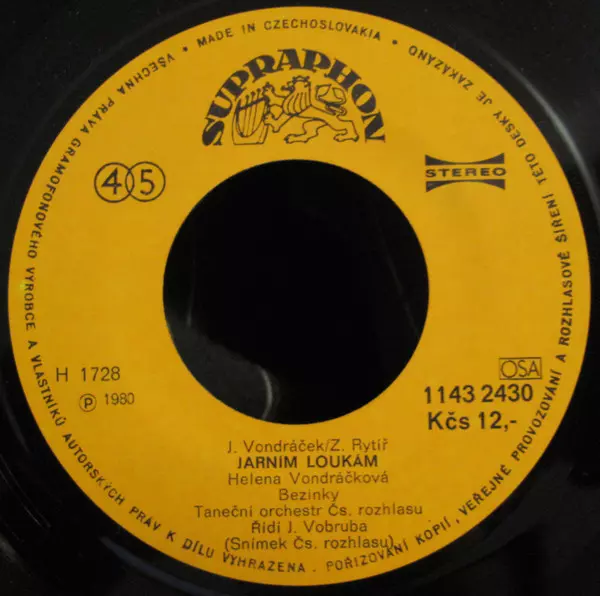 VŠECHNA PRÁVA GRAMOFONOVÉHO VÝROBCE A VLASTNÍKŮ AUTORSKÝCH PRÁV K DÍLU VYHRAZENA. POŘIZOVÁNÍ KOPIÍ, VEŘEJNÉ PROVOZOVÁNÍ A ROZHLASOVÉ ŠÍŘENÍ TÉTO DESKY JE ZAKÁZÁNO • MADE IN CZECHOSLOVAKIA •
SUPRAPHON
45
STEREO
H 1728
℗ 1980
OSA
1143 2430
Kčs 12,-
J. Vondráček/Z. Rytíř
JARNÍM LOUKÁM
Helena Vondráčková
Bezinky
Taneční orchestr Čs. rozhlasu
Řídí J. Vobruba
(Snímek Čs. rozhlasu)